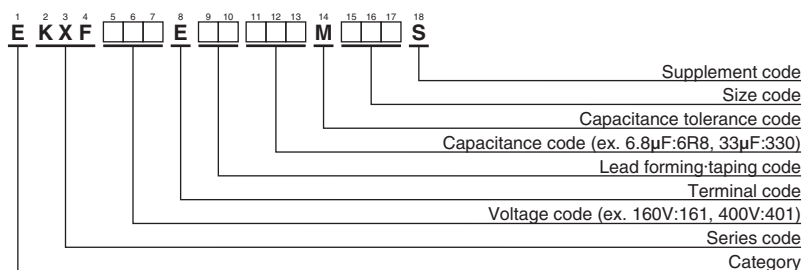 1 2 3 4 5 6 7 8 9 10 11 12 13 14 15 16 17 18
E K X F E M S
Supplement code
Size code
Capacitance tolerance code
Capacitance code (ex. 6.8µF:6R8, 33µF:330)
Lead forming·taping code
Terminal code
Voltage code (ex. 160V:161, 400V:401)
Series code
Category